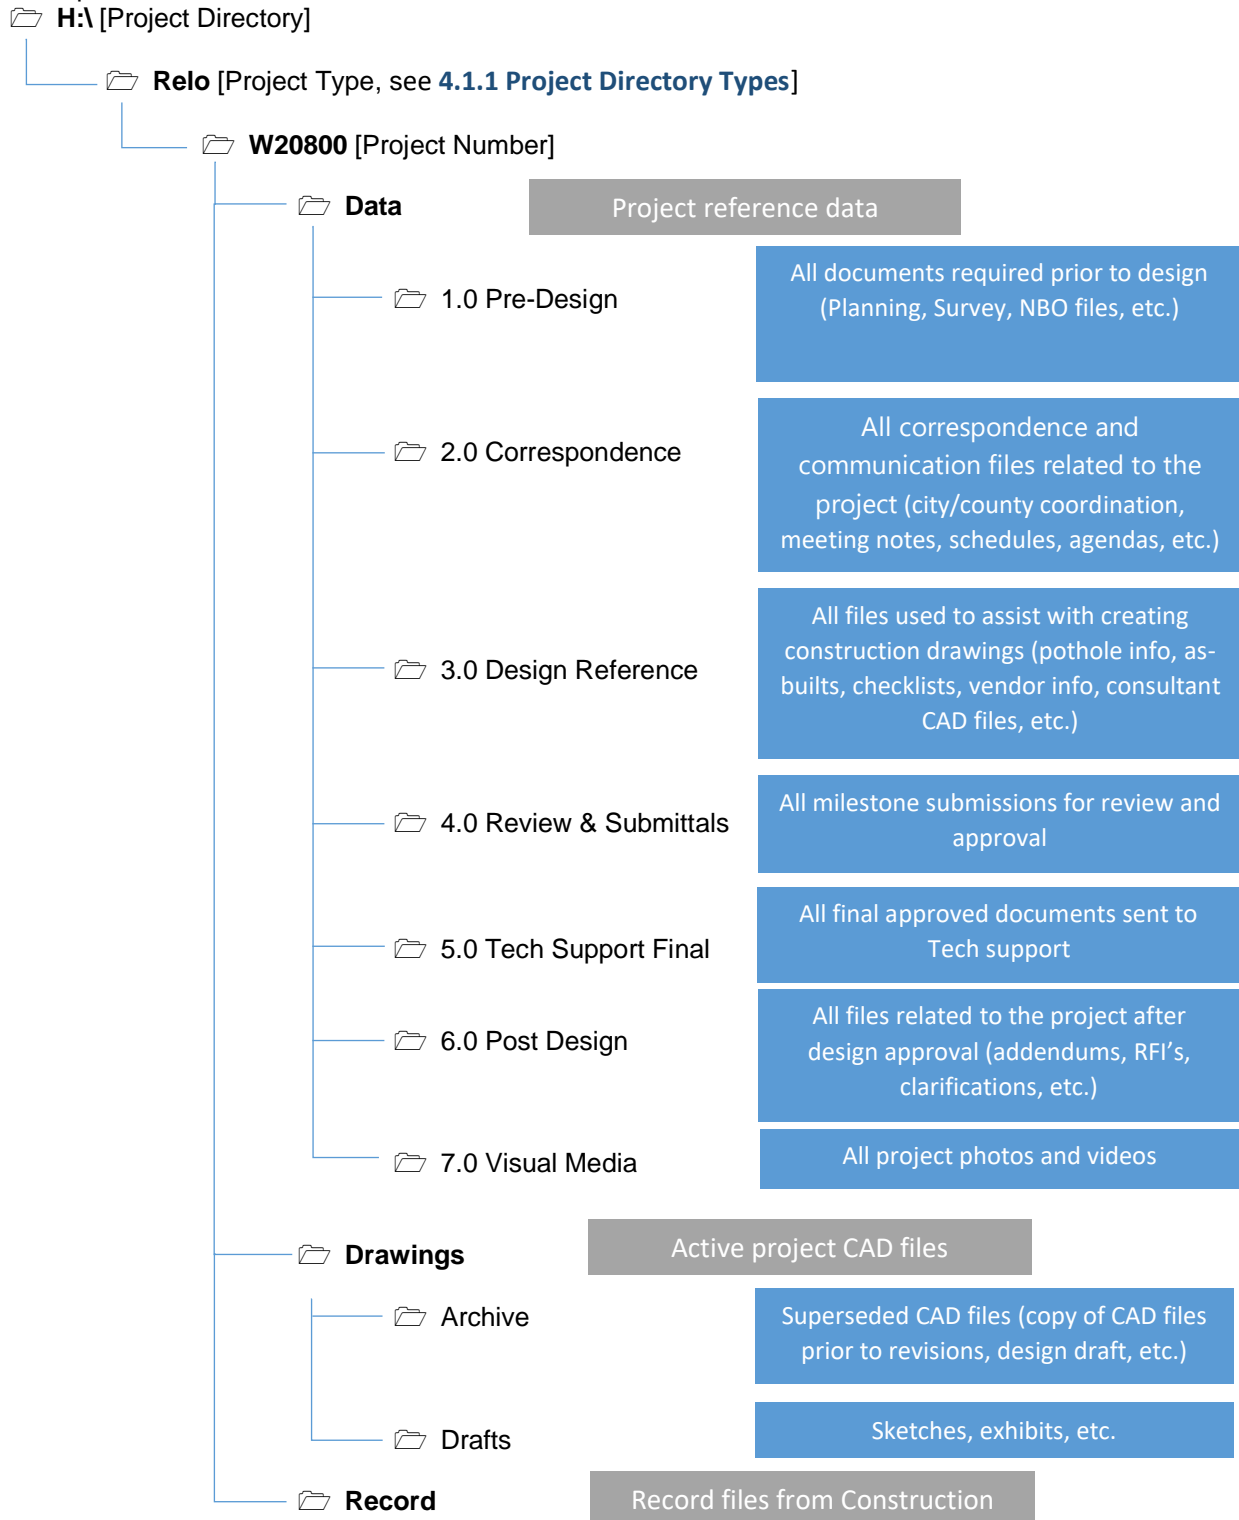 H:\ [Project Directory]
Relo [Project Type, see 4.1.1 Project Directory Types]
W20800 [Project Number]
Data
Project reference data
1.0 Pre-Design
All documents required prior to design
(Planning, Survey, NBO files, etc.)
2.0 Correspondence
All correspondence and
communication files related to the
project (city/county coordination,
meeting notes, schedules, agendas, etc.)
3.0 Design Reference
All files used to assist with creating
construction drawings (pothole info, as-
builts, checklists, vendor info, consultant
CAD files, etc.)
4.0 Review & Submittals
All milestone submissions for review and
approval
5.0 Tech Support Final
All final approved documents sent to
Tech support
6.0 Post Design
All files related to the project after
design approval (addendums, RFI’s,
clarifications, etc.)
7.0 Visual Media
All project photos and videos
Drawings
Active project CAD files
Archive
Superseded CAD files (copy of CAD files
prior to revisions, design draft, etc.)
Drafts
Sketches, exhibits, etc.
Record
Record files from Construction